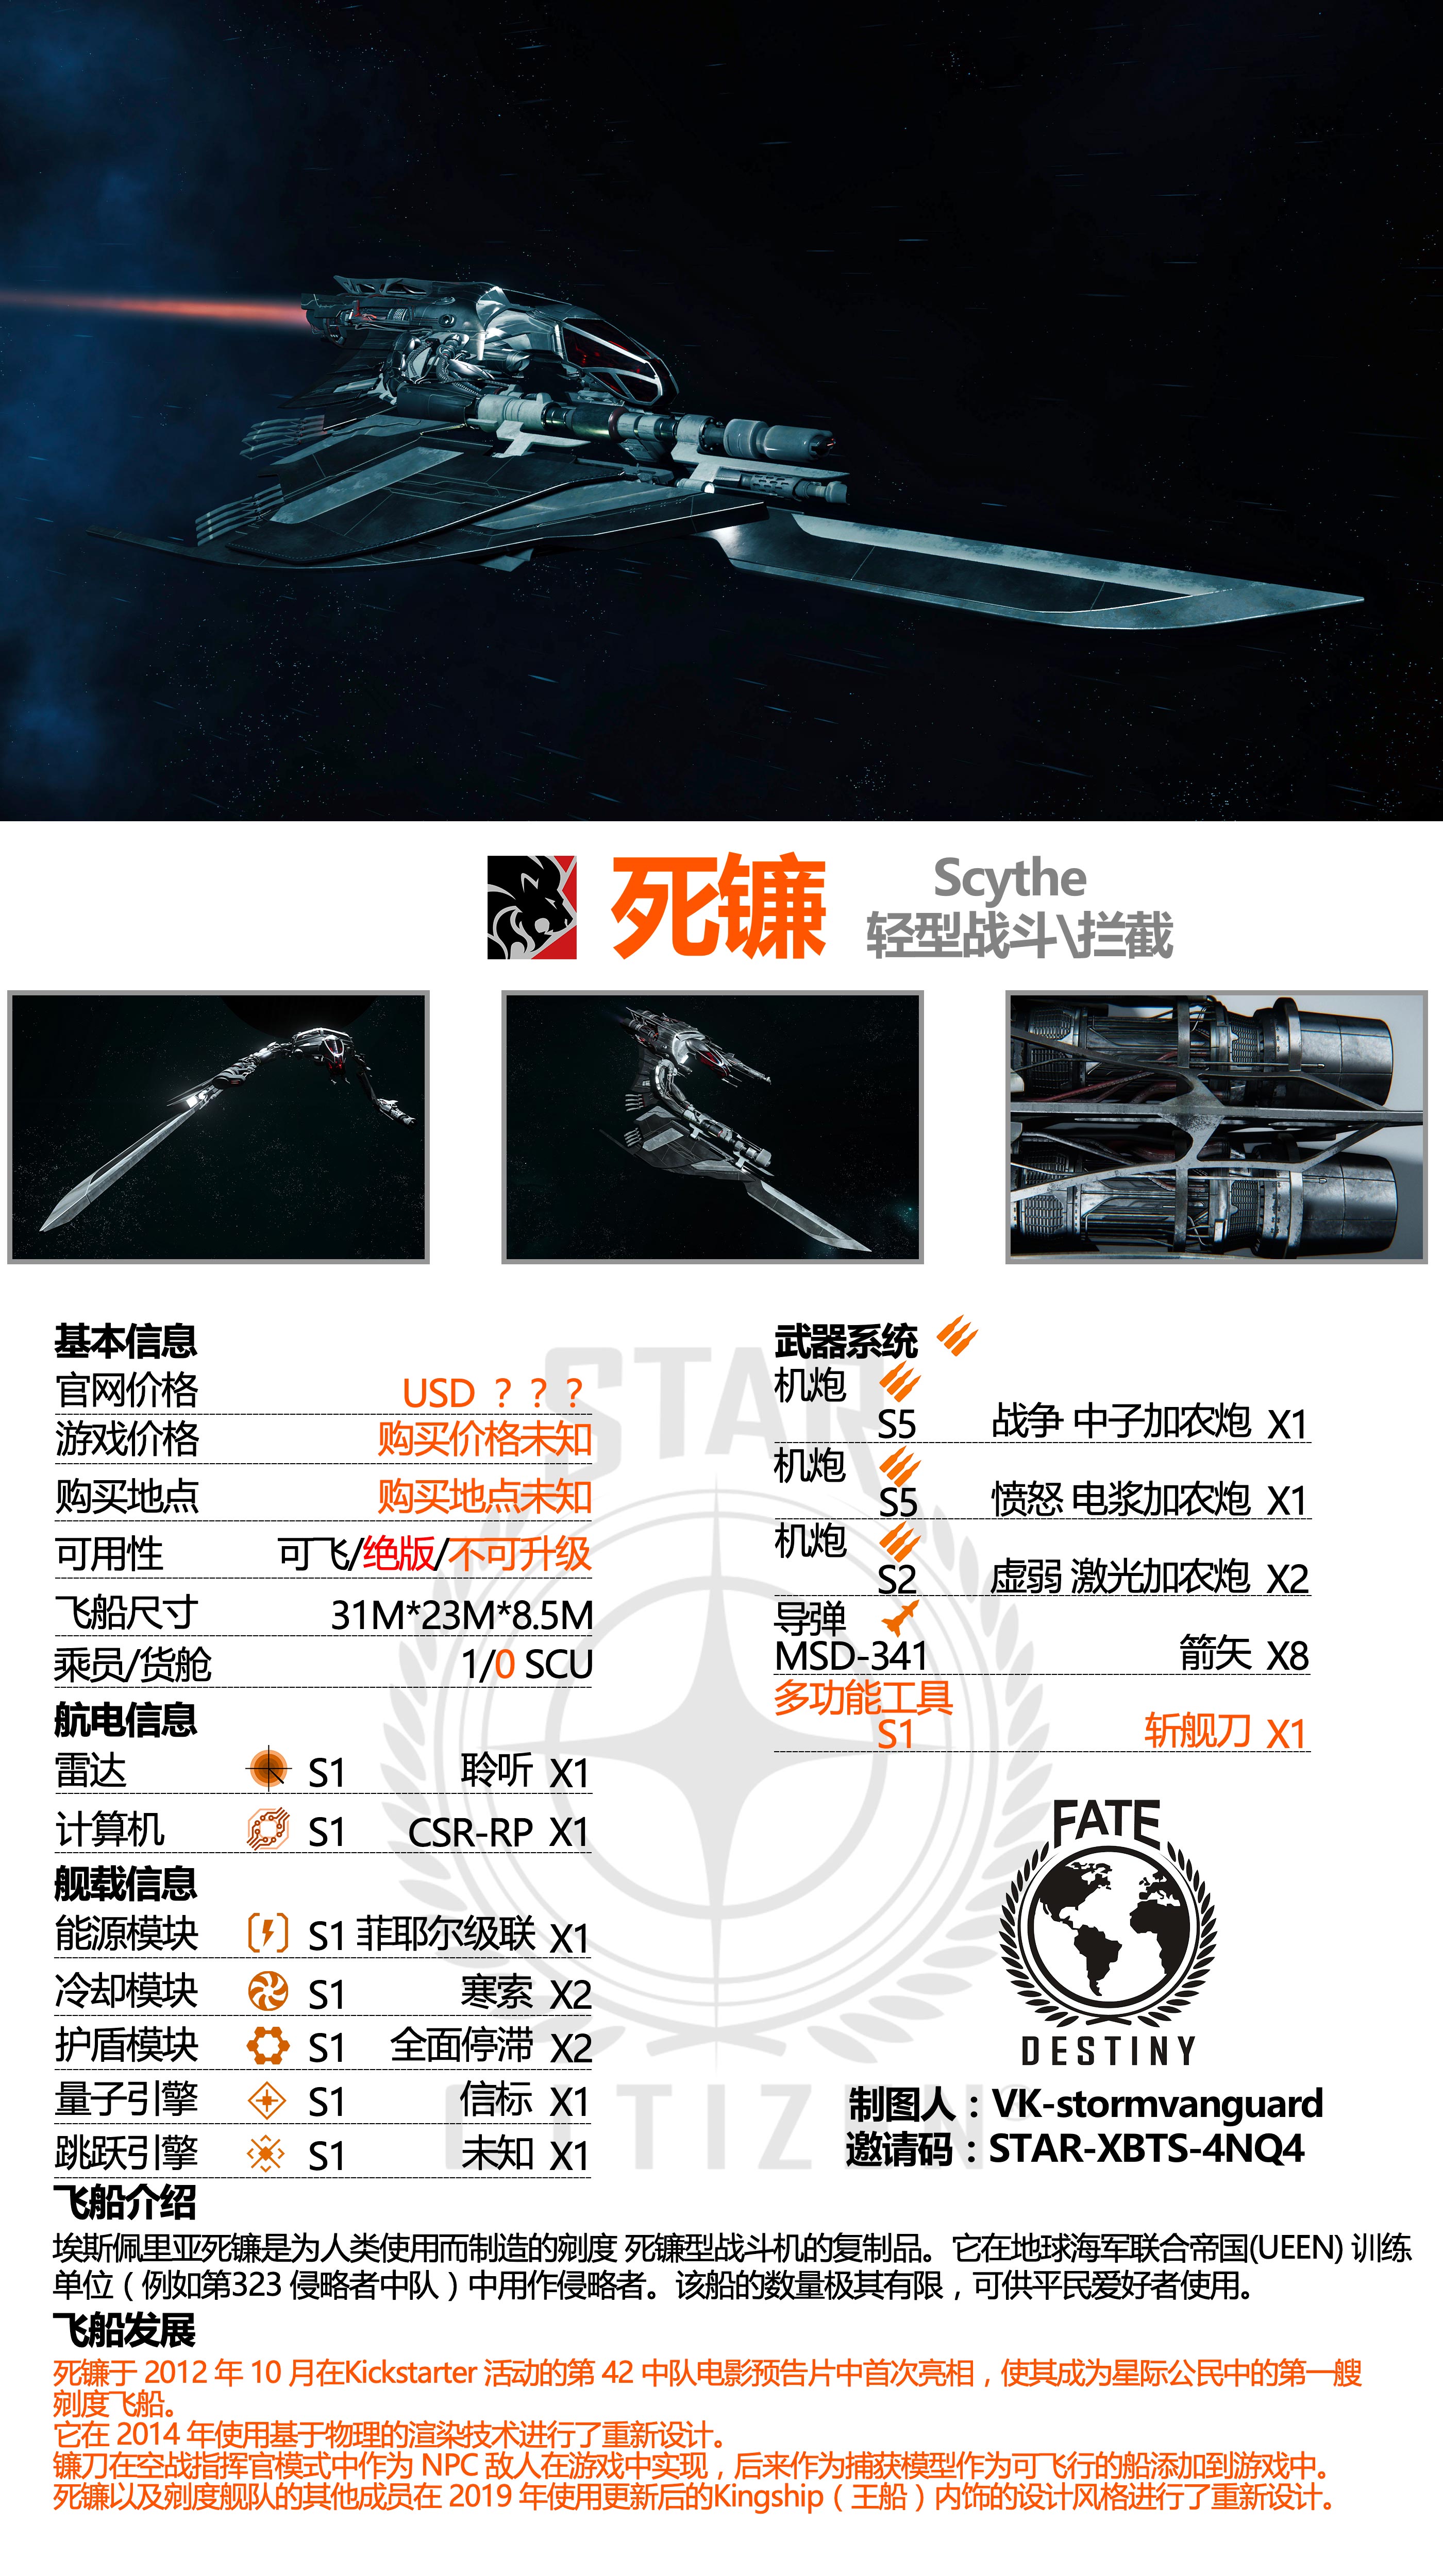 死镰
Scythe
轻型战斗\拦截
基本信息
官网价格 USD ？？？
游戏价格 购买价格未知
购买地点 购买地点未知
可用性 可飞/绝版/不可升级
飞船尺寸 31M*23M*8.5M
乘员/货舱 1/0 SCU
航电信息
雷达 S1 聆听 X1
计算机 S1 CSR-RP X1
舰载信息
能源模块 S1 菲耶尔级联 X1
冷却模块 S1 寒索 X2
护盾模块 S1 全面停滞 X2
量子引擎 S1 信标 X1
跳跃引擎 S1 未知 X1
武器系统
机炮
S5 战争 中子加农炮 X1
机炮
S5 愤怒 电浆加农炮 X1
机炮
S2 虚弱 激光加农炮 X2
导弹
MSD-341 箭矢 X8
多功能工具
S1 斩舰刀 X1
STAR
CITIZEN
FATE
DESTINY
制图人：VK-stormvanguard
邀请码：STAR-XBTS-4NQ4
飞船介绍
埃斯佩里亚死镰是为人类使用而制造的剜度 死镰型战斗机的复制品。它在地球海军联合帝国(UEEN) 训练
单位（例如第323 侵略者中队）中用作侵略者。该船的数量极其有限，可供平民爱好者使用。
飞船发展
死镰于 2012 年 10 月在Kickstarter 活动的第 42 中队电影预告片中首次亮相，使其成为星际公民中的第一艘
剜度飞船。
它在 2014 年使用基于物理的渲染技术进行了重新设计。
镰刀在空战指挥官模式中作为 NPC 敌人在游戏中实现，后来作为捕获模型作为可飞行的船添加到游戏中。
死镰以及剜度舰队的其他成员在 2019 年使用更新后的Kingship（王船）内饰的设计风格进行了重新设计。